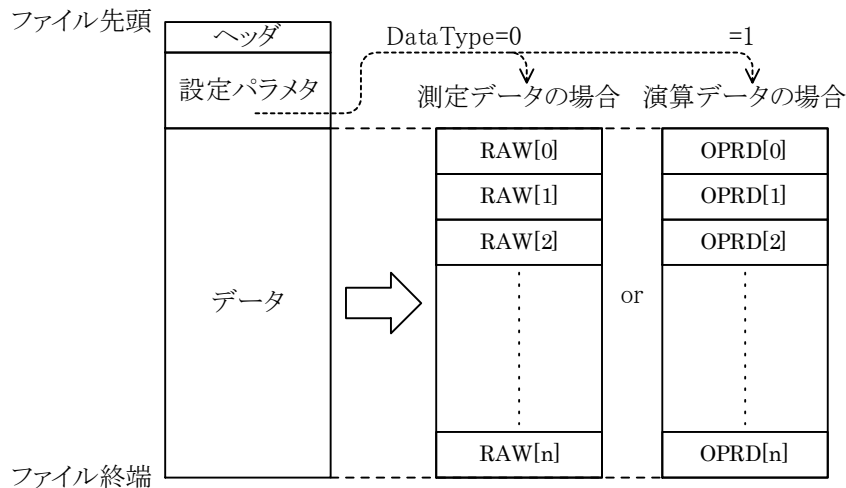 ファイル先頭
ヘッダ
DataType=0
=1
設定パラメタ
測定データの場合
演算データの場合
RAW[0]
OPRD[0]
RAW[1]
OPRD[1]
RAW[2]
OPRD[2]
データ
or
RAW[n]
OPRD[n]
ファイル終端